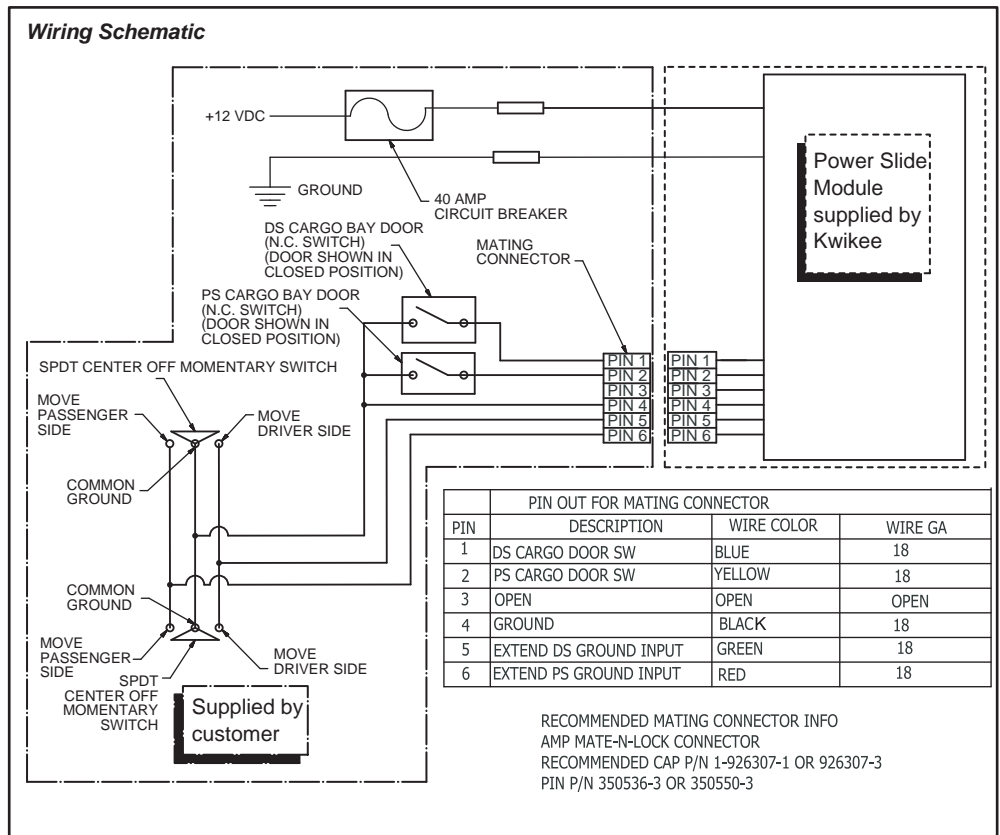 Wiring Schematic
+12 VDC
GROUND
40 AMP
CIRCUIT BREAKER
Power Slide
Module
supplied by
Kwikee
DS CARGO BAY DOOR
(N.C. SWITCH)
(DOOR SHOWN IN
CLOSED POSITION)
MATING
CONNECTOR
PS CARGO BAY DOOR
(N.C. SWITCH)
(DOOR SHOWN IN
CLOSED POSITION)
PIN 1
PIN 2
PIN 3
PIN 4
PIN 5
PIN 6
PIN 1
PIN 2
PIN 3
PIN 4
PIN 5
PIN 6
SPDT CENTER OFF MOMENTARY SWITCH
MOVE
PASSENGER
SIDE
MOVE
DRIVER SIDE
COMMON
GROUND
COMMON
GROUND
MOVE
PASSENGER
SIDE
MOVE
DRIVER SIDE
SPDT
CENTER OFF
MOMENTARY
SWITCH
Supplied by
customer
PIN OUT FOR MATING CONNECTOR
PIN DESCRIPTION WIRE COLOR WIRE GA
1 DS CARGO DOOR SW BLUE 18
2 PS CARGO DOOR SW YELLOW 18
3 OPEN OPEN OPEN
4 GROUND BLACK 18
5 EXTEND DS GROUND INPUT GREEN 18
6 EXTEND PS GROUND INPUT RED 18
RECOMMENDED MATING CONNECTOR INFO
AMP MATE-N-LOCK CONNECTOR
RECOMMENDED CAP P/N 1-926307-1 OR 926307-3
PIN P/N 350536-3 OR 350550-3